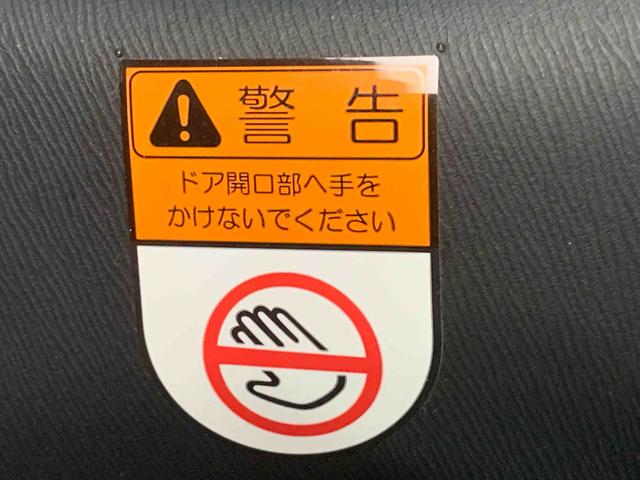 警告
ドア開口部へ手を
かけないでください